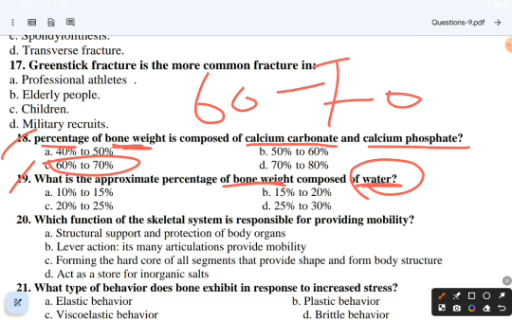 Questions-9.pdf
c. Spondylolithesis.
d. Transverse fracture.
17. Greenstick fracture is the more common fracture in:
a. Professional athletes .
b. Elderly people.
c. Children.
d. Military recruits.
60-70
18. percentage of bone weight is composed of calcium carbonate and calcium phosphate?
a. 40% to 50% b. 50% to 60%
60% to 70% d. 70% to 80%
19. What is the approximate percentage of bone weight composed of water?
a. 10% to 15% b. 15% to 20%
c. 20% to 25% d. 25% to 30%
20. Which function of the skeletal system is responsible for providing mobility?
a. Structural support and protection of body organs
b. Lever action: its many articulations provide mobility
c. Forming the hard core of all segments that provide shape and form body structure
d. Act as a store for inorganic salts
21. What type of behavior does bone exhibit in response to increased stress?
a. Elastic behavior b. Plastic behavior
c. Viscoelastic behavior d. Brittle behavior